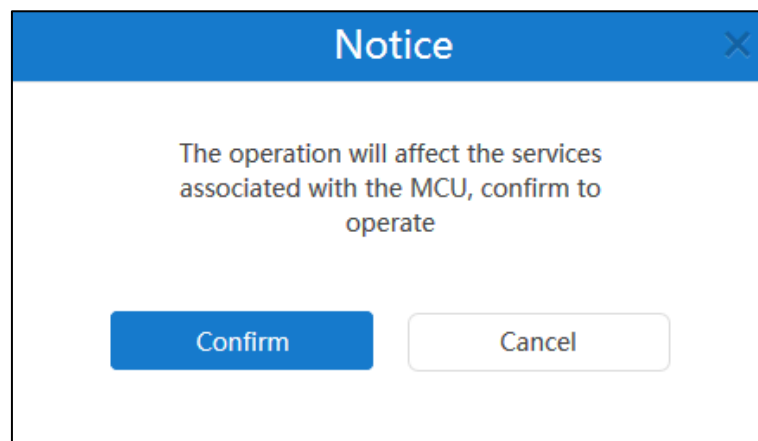 Notice
The operation will affect the services
associated with the MCU, confirm to
operate
Confirm
Cancel